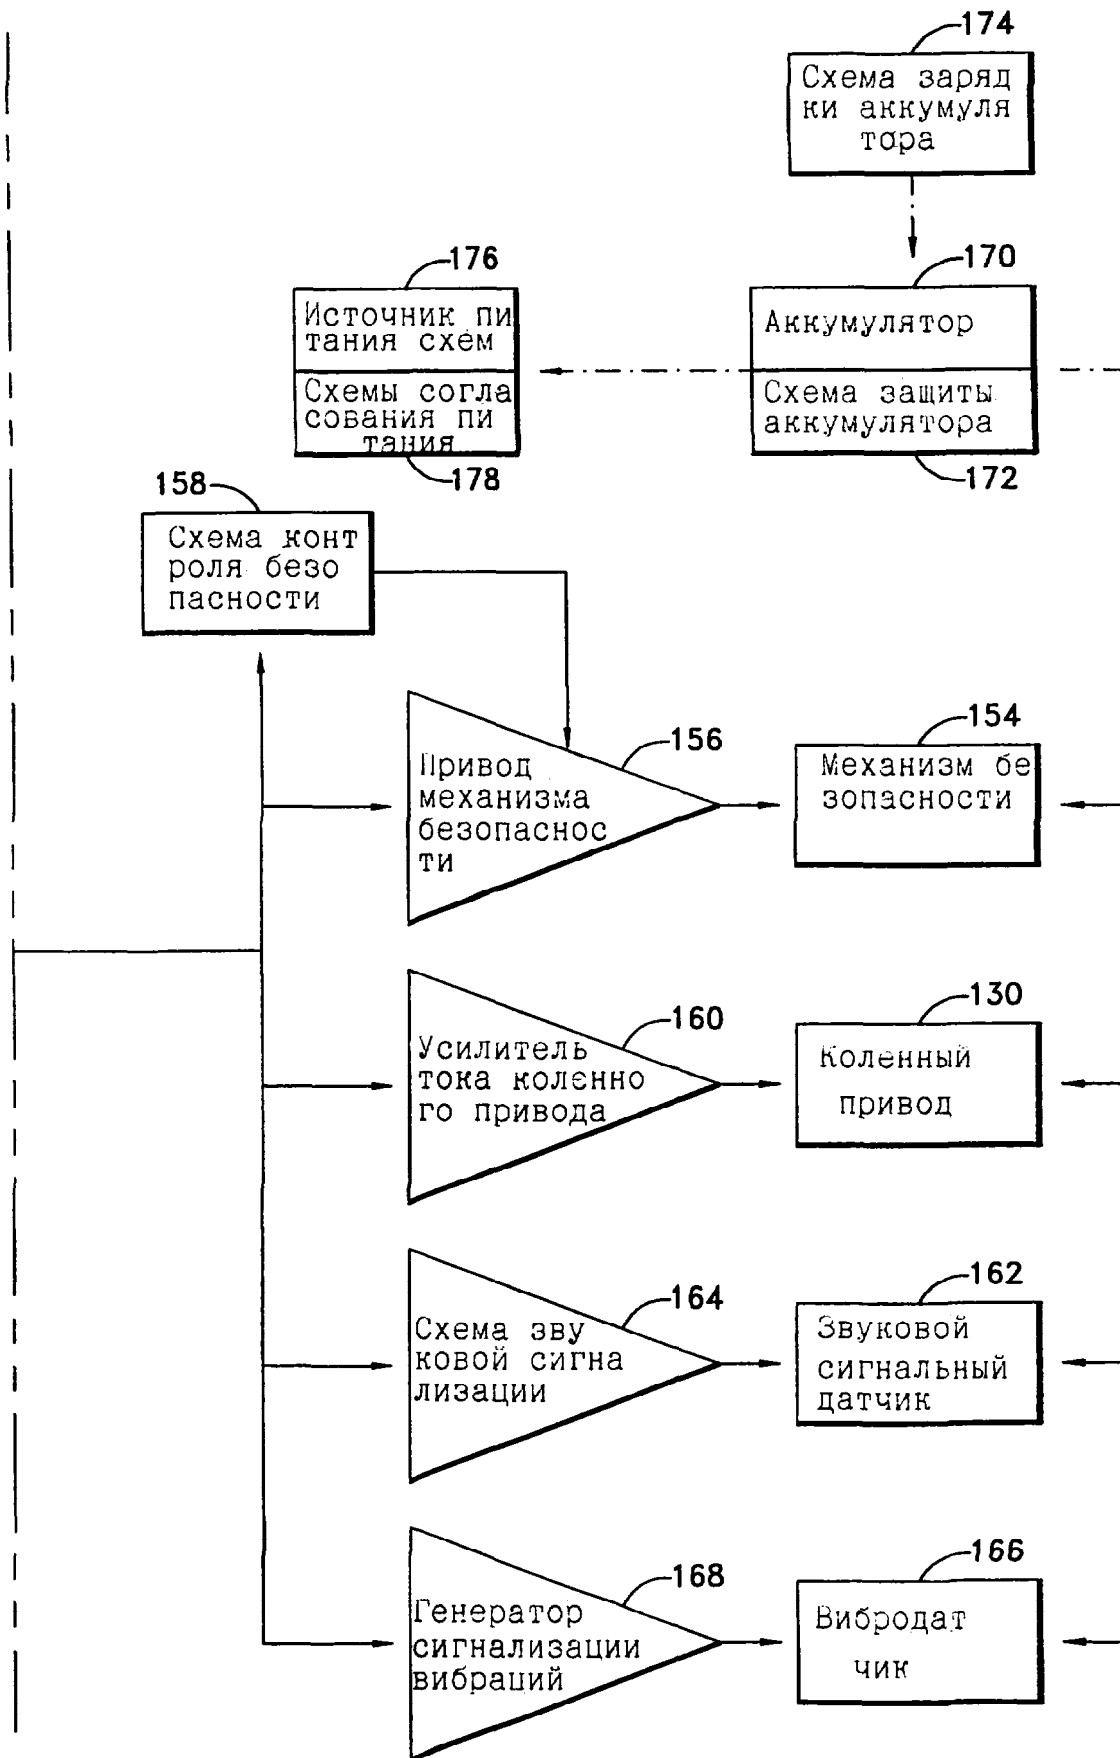 174
Схема заряд
ки аккумуля
тора
176
170
Источник пи
тания схем
Аккумулятор
Схемы согла
сования пи
тания
Схема защиты
аккумулятора
178
172
158
Схема конт
роля безо
пасности
156
Привод
механизма
безопаснос
ти
154
Механизм бе
зопасности
160
Усилитель
тока коленно
го привода
130
Коленный
привод
164
Схема зву
ковой сигна
лизации
162
Звуковой
сигнальный
датчик
168
Генератор
сигнализации
вибраций
166
Вибродат
чик